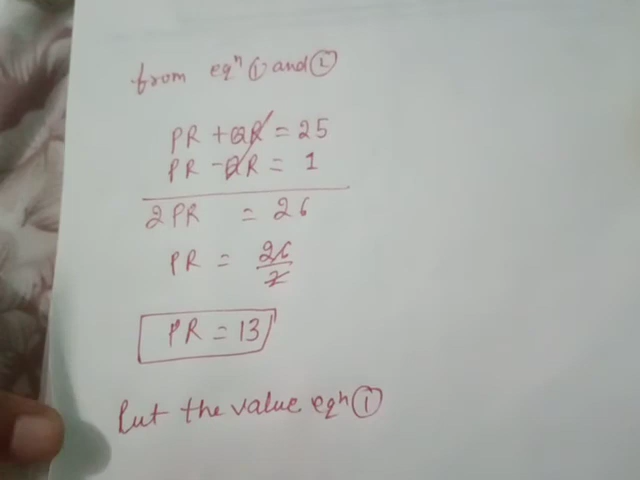 from eqⁿ ① and ②
PR + QR = 25
PR - QR = 1
2PR = 26
PR = 26/2
PR = 13
Put the value eqⁿ ①